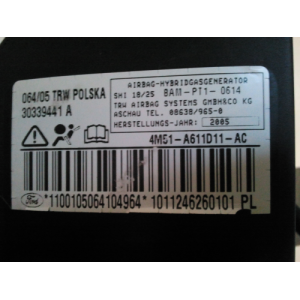 064/05 TRW POLSKA
30339441 A
AIRBAG-HYBRIDGASGENERATOR
SHI 18/25 BAM-PT1-0614
TRW AIRBAG SYSTEMS GMBH&CO KG
ASCHAU TEL. 08638/965-0
HERSTELLUNGS-JAHR: 2005
4M51-A611D11-AC
Ford
*1100105064104964*1011246260101 PL